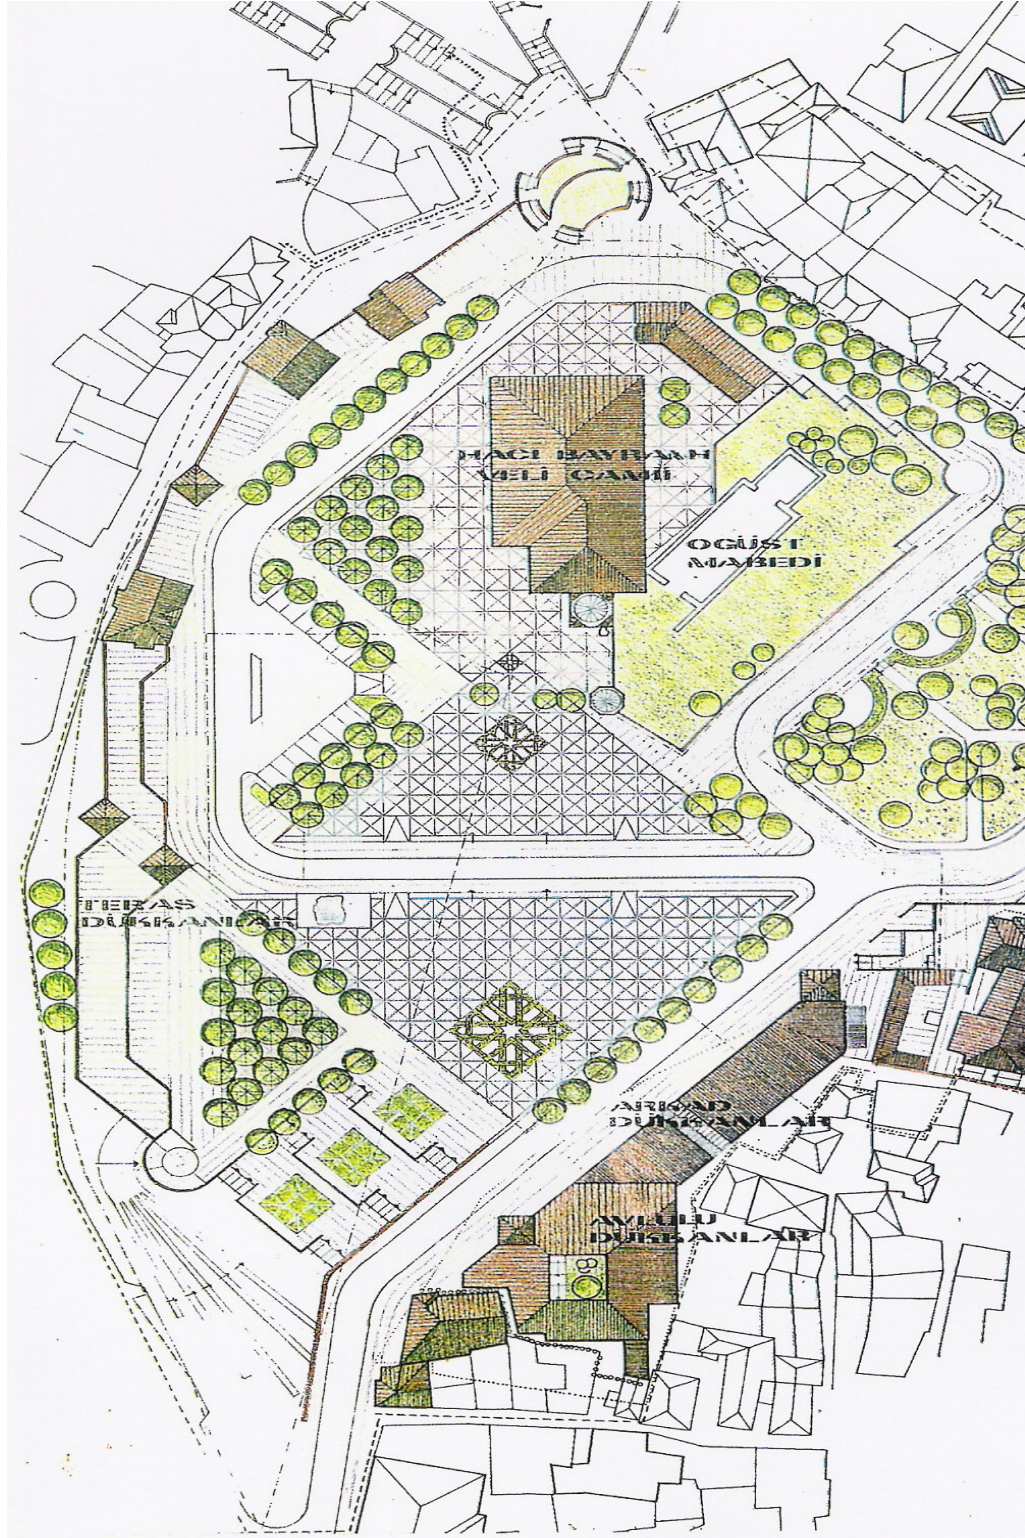 HACI BAYRAM
VELİ CAMİİ
OGÜST
MABEDİ
TERAS
DÜKKANLAR
ARKAD
DÜKKANLAR
AVLULU
DÜKKANLAR